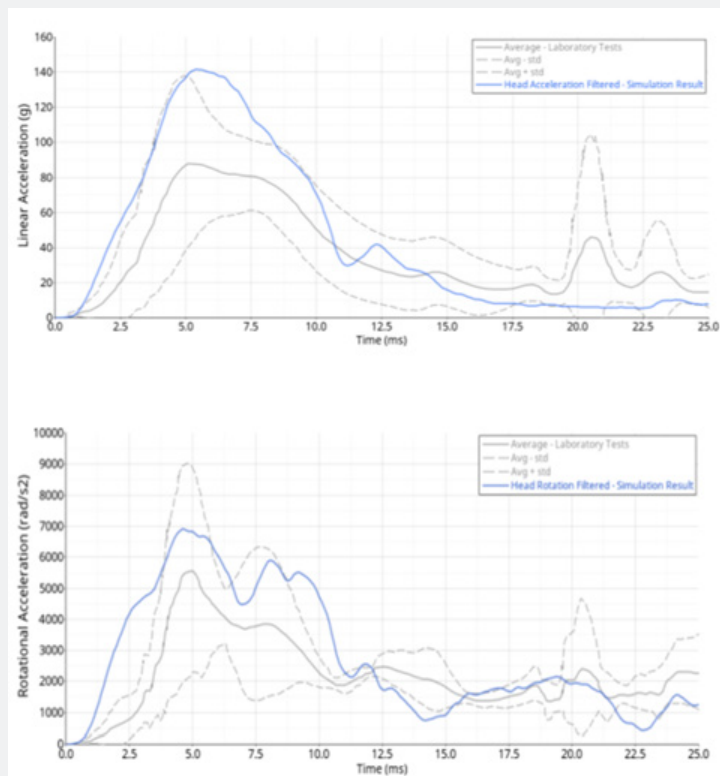 160
140
120
100
80
60
40
20
0
Linear Acceleration (g)
Average - Laboratory Tests
Avg - std
Avg + std
Head Acceleration Filtered - Simulation Result
0.0 2.5 5.0 7.5 10.0 12.5 15.0 17.5 20.0 22.5 25.0
Time (ms)
10000
9000
8000
7000
6000
5000
4000
3000
2000
1000
0
Rotational Acceleration (rad/s2)
Average - Laboratory Tests
Avg - std
Avg + std
Head Rotation Filtered - Simulation Result
0.0 2.5 5.0 7.5 10.0 12.5 15.0 17.5 20.0 22.5 25.0
Time (ms)